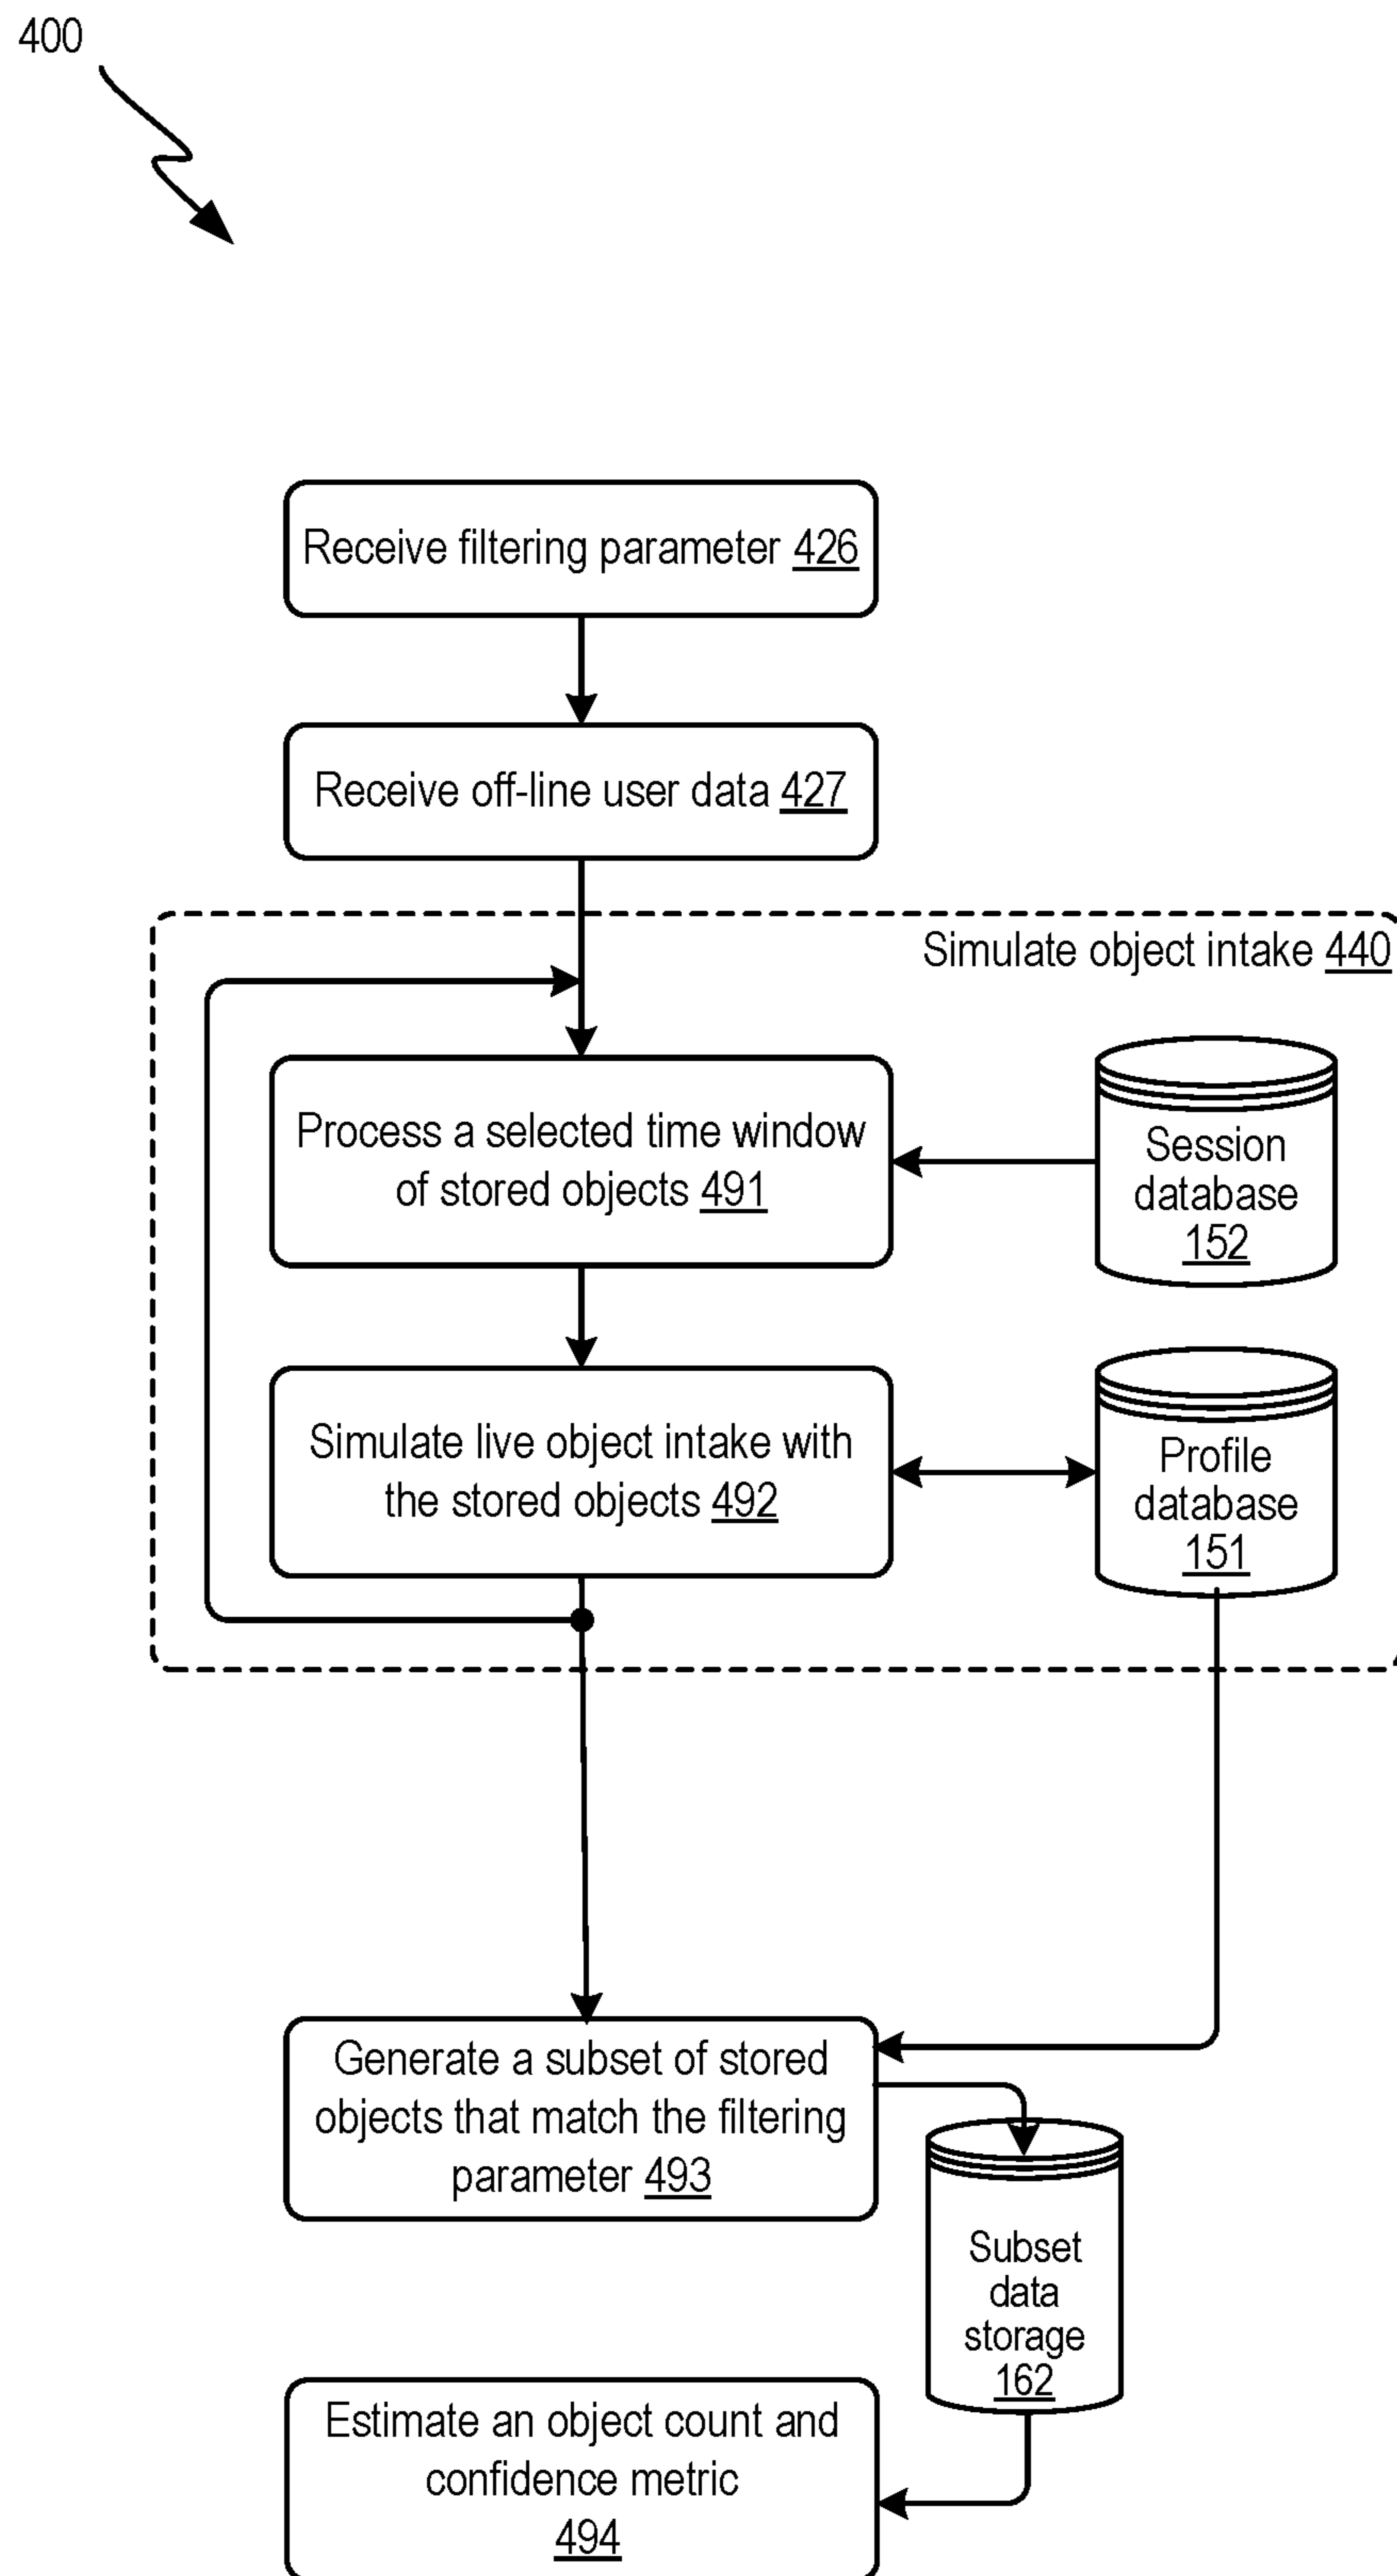 400
Receive filtering parameter 426
Receive off-line user data 427
Simulate object intake 440
Process a selected time window
of stored objects 491
Session
database
152
Simulate live object intake with
the stored objects 492
Profile
database
151
Generate a subset of stored
objects that match the filtering
parameter 493
Subset
data
storage
162
Estimate an object count and
confidence metric
494